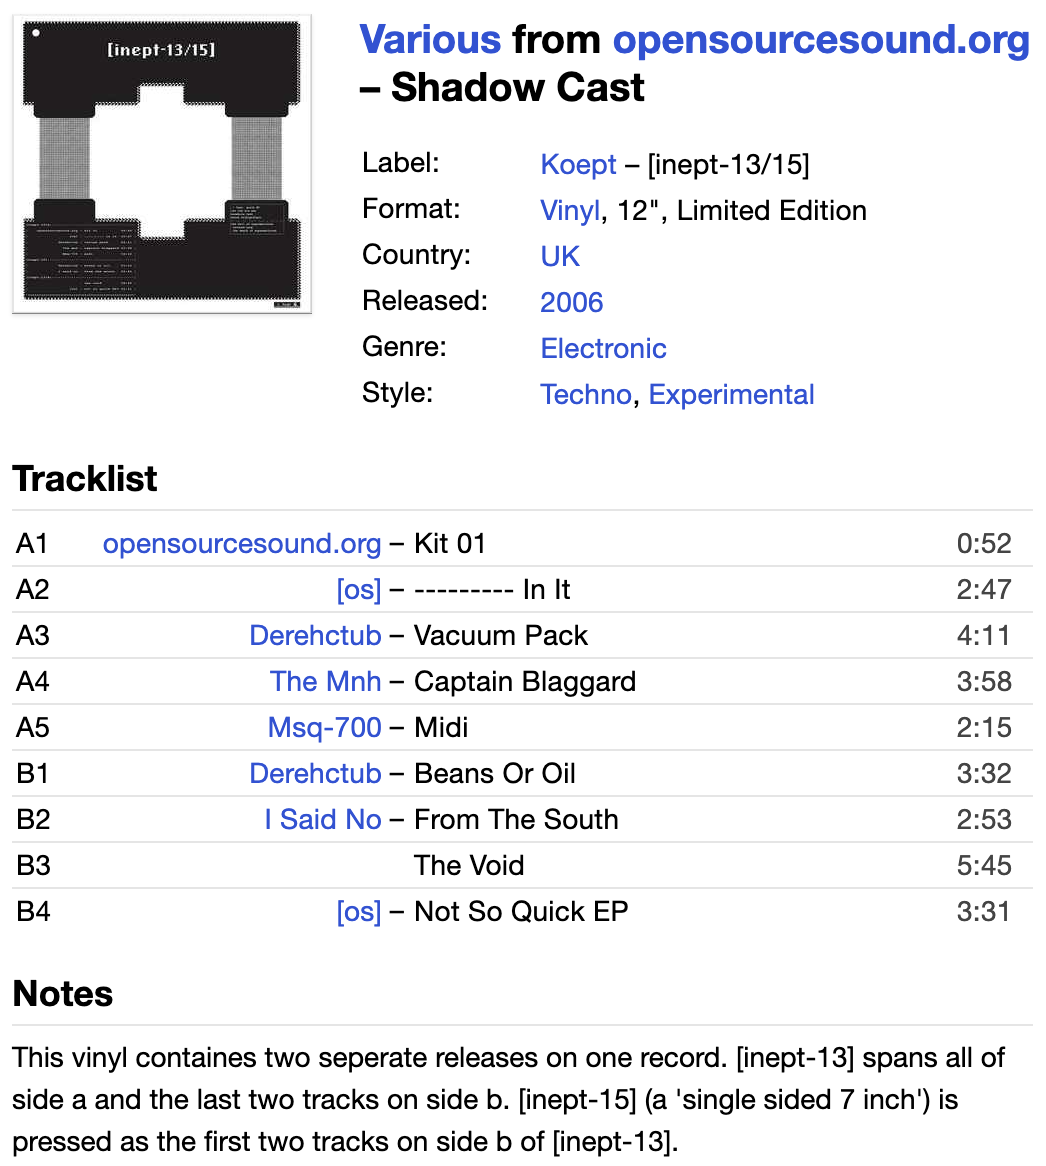 [inept-13/15]
Various from opensourcesound.org
– Shadow Cast
Label: Koept – [inept-13/15]
Format: Vinyl, 12", Limited Edition
Country: UK
Released: 2006
Genre: Electronic
Style: Techno, Experimental
Tracklist
A1 opensourcesound.org – Kit 01 0:52
A2 [os] – --------- In It 2:47
A3 Derehctub – Vacuum Pack 4:11
A4 The Mnh – Captain Blaggard 3:58
A5 Msq-700 – Midi 2:15
B1 Derehctub – Beans Or Oil 3:32
B2 I Said No – From The South 2:53
B3 The Void 5:45
B4 [os] – Not So Quick EP 3:31
Notes
This vinyl containes two seperate releases on one record. [inept-13] spans all of
side a and the last two tracks on side b. [inept-15] (a 'single sided 7 inch') is
pressed as the first two tracks on side b of [inept-13].